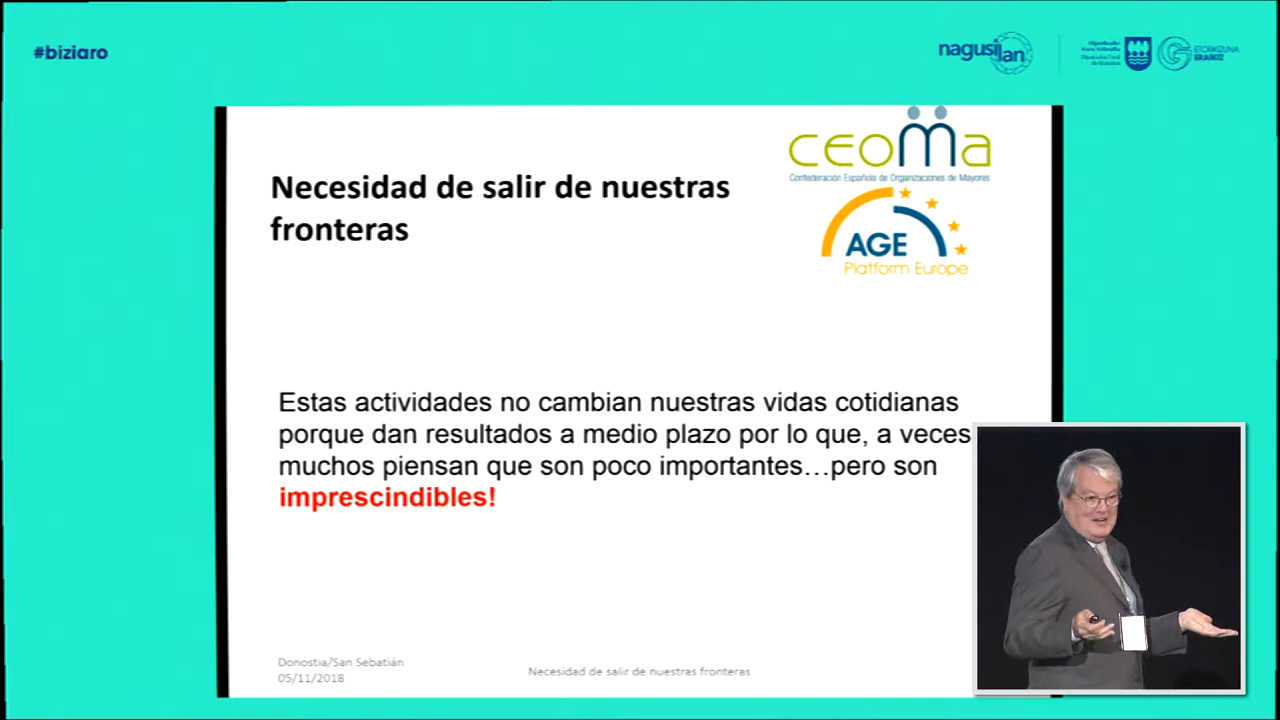 #biziaro
nagusilan
ETORKIZUNA
ERAIKIZ
ceoma
Confederación Española de Organizaciones de Mayores
Necesidad de salir de nuestras
fronteras
AGE
Platform Europe
Estas actividades no cambian nuestras vidas cotidianas
porque dan resultados a medio plazo por lo que, a veces
muchos piensan que son poco importantes…pero son
imprescindibles!
Donostia/San Sebatián
05/11/2018
Necesidad de salir de nuestras fronteras